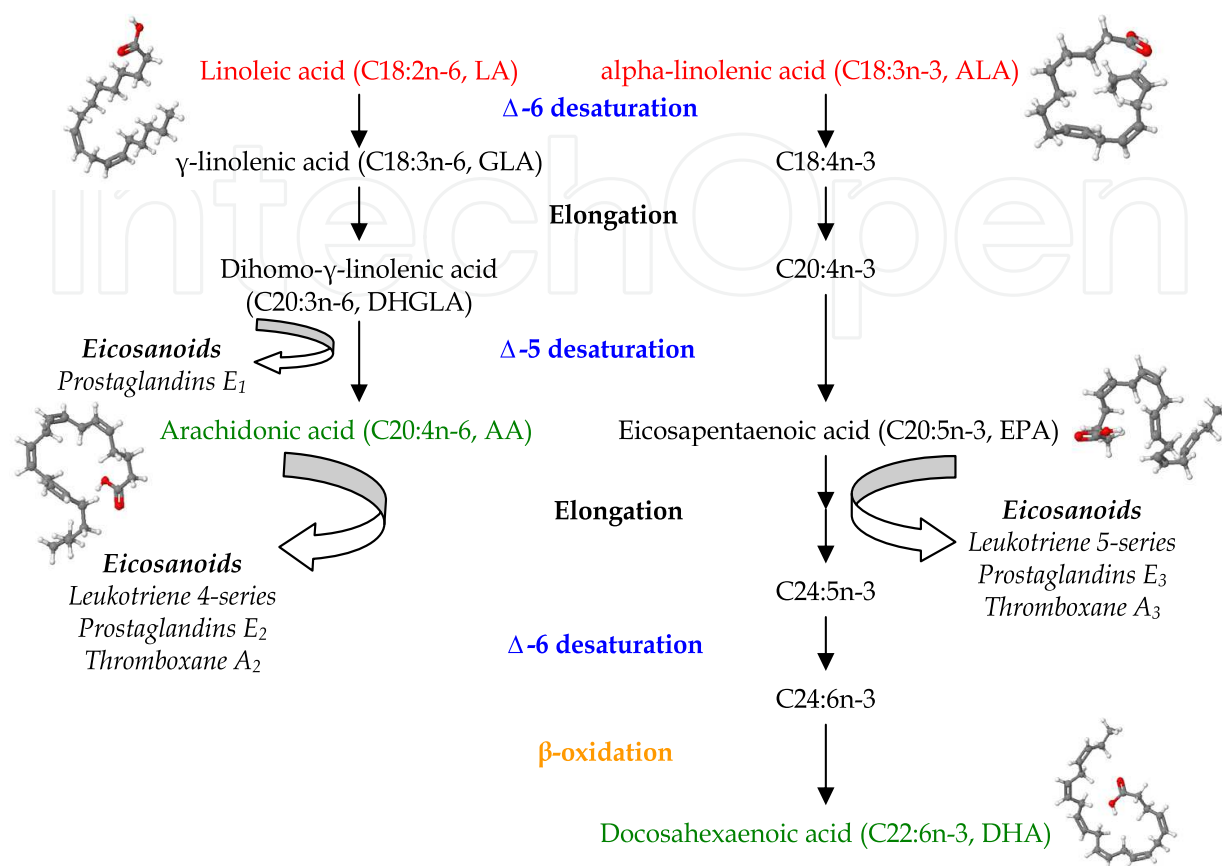 Linoleic acid (C18:2n-6, LA)
alpha-linolenic acid (C18:3n-3, ALA)
Δ-6 desaturation
γ-linolenic acid (C18:3n-6, GLA)
C18:4n-3
IntechOpen
Elongation
Dihomo-γ-linolenic acid
(C20:3n-6, DHGLA)
C20:4n-3
Eicosanoids
Prostaglandins E1
Δ-5 desaturation
Arachidonic acid (C20:4n-6, AA)
Eicosapentaenoic acid (C20:5n-3, EPA)
Elongation
Eicosanoids
Leukotriene 4-series
Prostaglandins E2
Thromboxane A2
Eicosanoids
Leukotriene 5-series
Prostaglandins E3
Thromboxane A3
C24:5n-3
Δ-6 desaturation
C24:6n-3
β-oxidation
Docosahexaenoic acid (C22:6n-3, DHA)